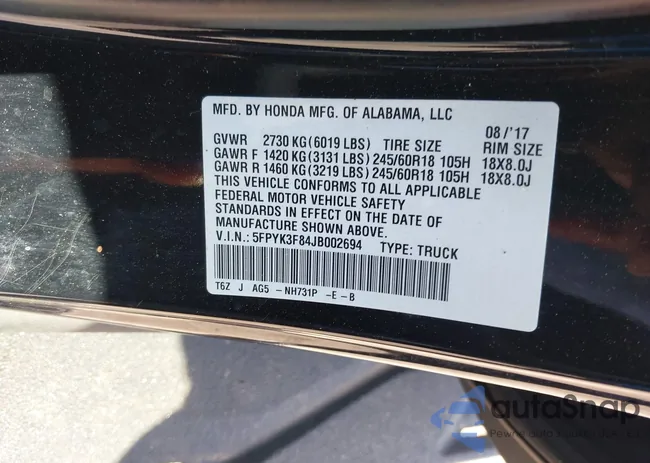 MFD. BY HONDA MFG. OF ALABAMA, LLC
08/'17
GVWR 2730 KG(6019 LBS) TIRE SIZE RIM SIZE
GAWR F 1420 KG(3131 LBS) 245/60R18 105H 18X8.0J
GAWR R 1460 KG(3219 LBS) 245/60R18 105H 18X8.0J
THIS VEHICLE CONFORMS TO ALL APPLICABLE
FEDERAL MOTOR VEHICLE SAFETY
STANDARDS IN EFFECT ON THE DATE OF
MANUFACTURE SHOWN ABOVE.
V.I.N.: 5FPYK3F84JB002694 TYPE: TRUCK
T6Z J AG5 -NH731P -E -B
autoSnap